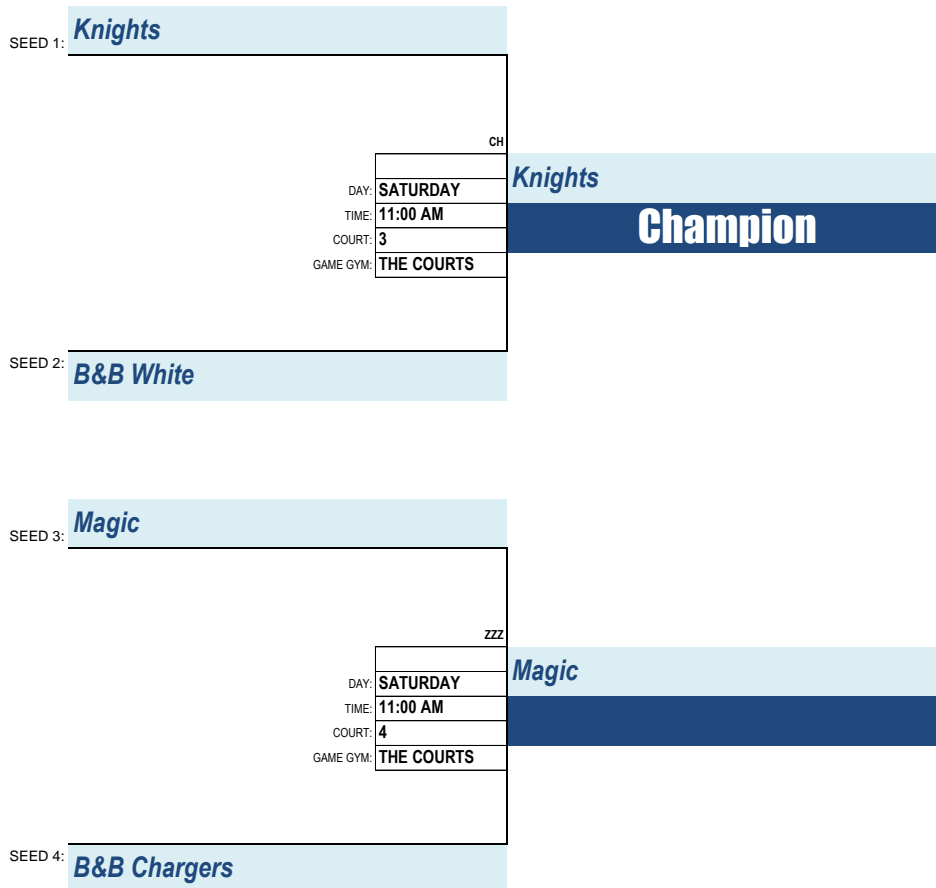 SEED 1: Knights
CH
DAY: SATURDAY
Knights
TIME: 11:00 AM
Champion
COURT: 3
GAME GYM: THE COURTS
SEED 2: B&B White
SEED 3: Magic
ZZZ
DAY: SATURDAY
Magic
TIME: 11:00 AM
COURT: 4
GAME GYM: THE COURTS
SEED 4: B&B Chargers